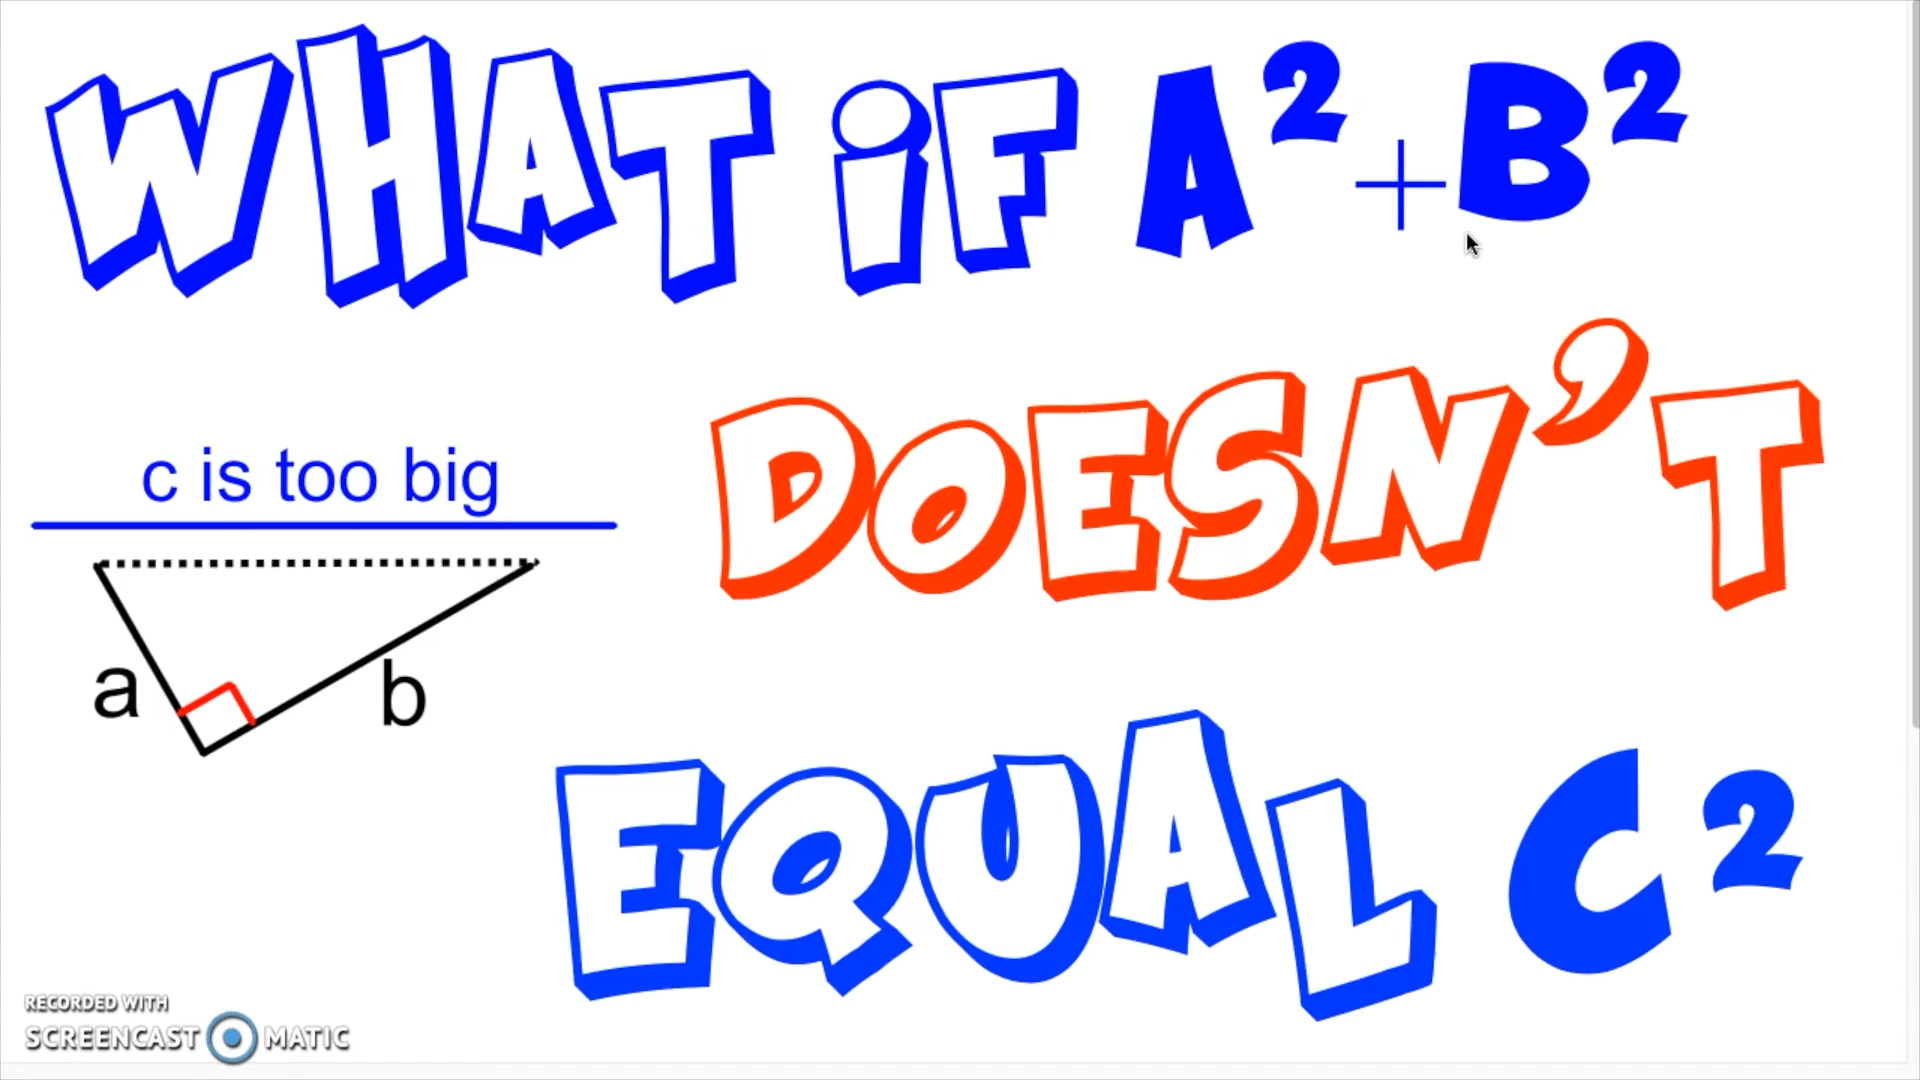 WHAT iF A²+B²
DOESN'T
c is too big
a
b
EQUAL C²
RECORDED WITH
SCREENCAST MATIC